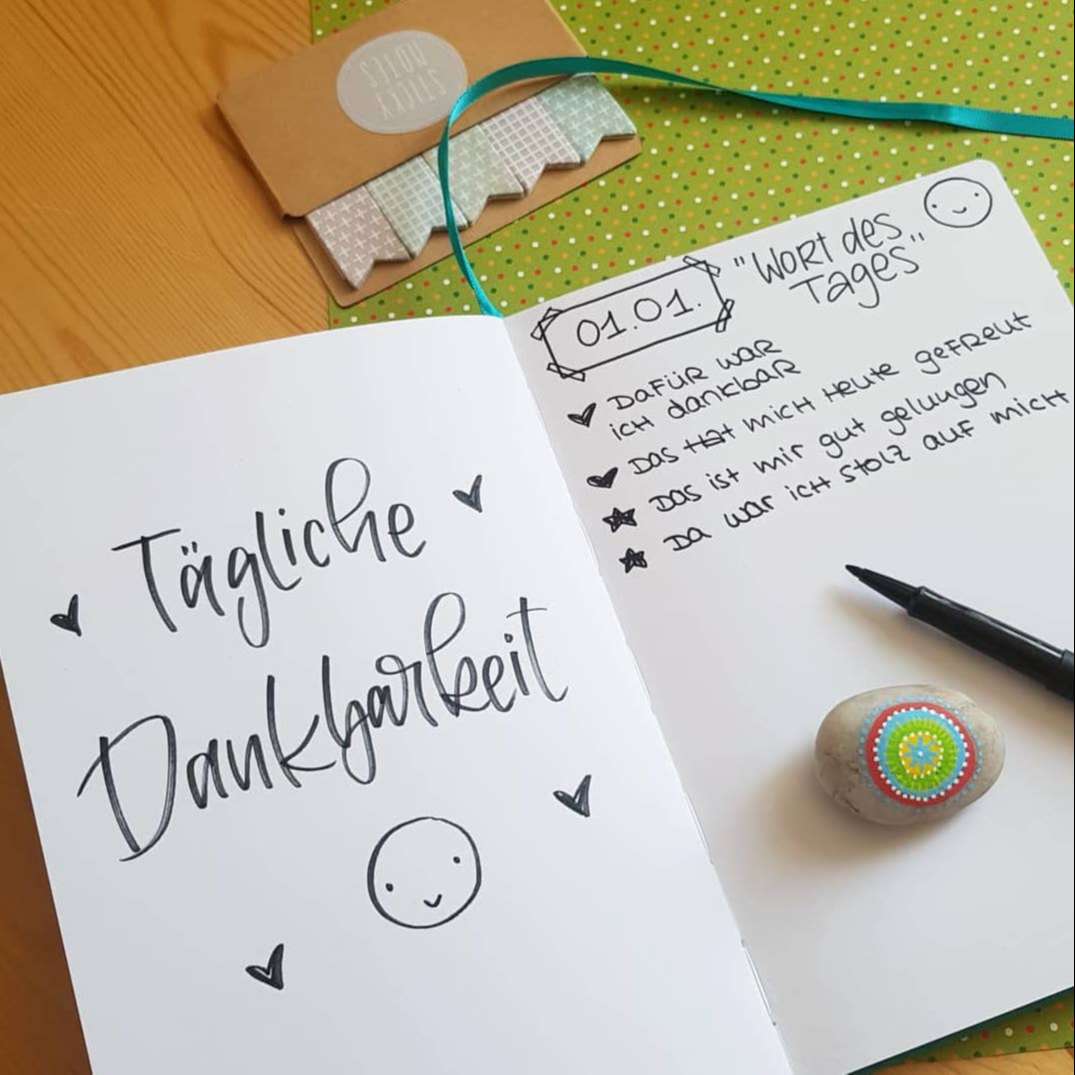 STICKY
NOTES
Tägliche
Dankbarkeit
01.01.
"Wort des
Tages"
Dafür war
ich dankbar
Das hat mich heute gefreut
Das ist mir gut gelungen
Da war ich stolz auf mich